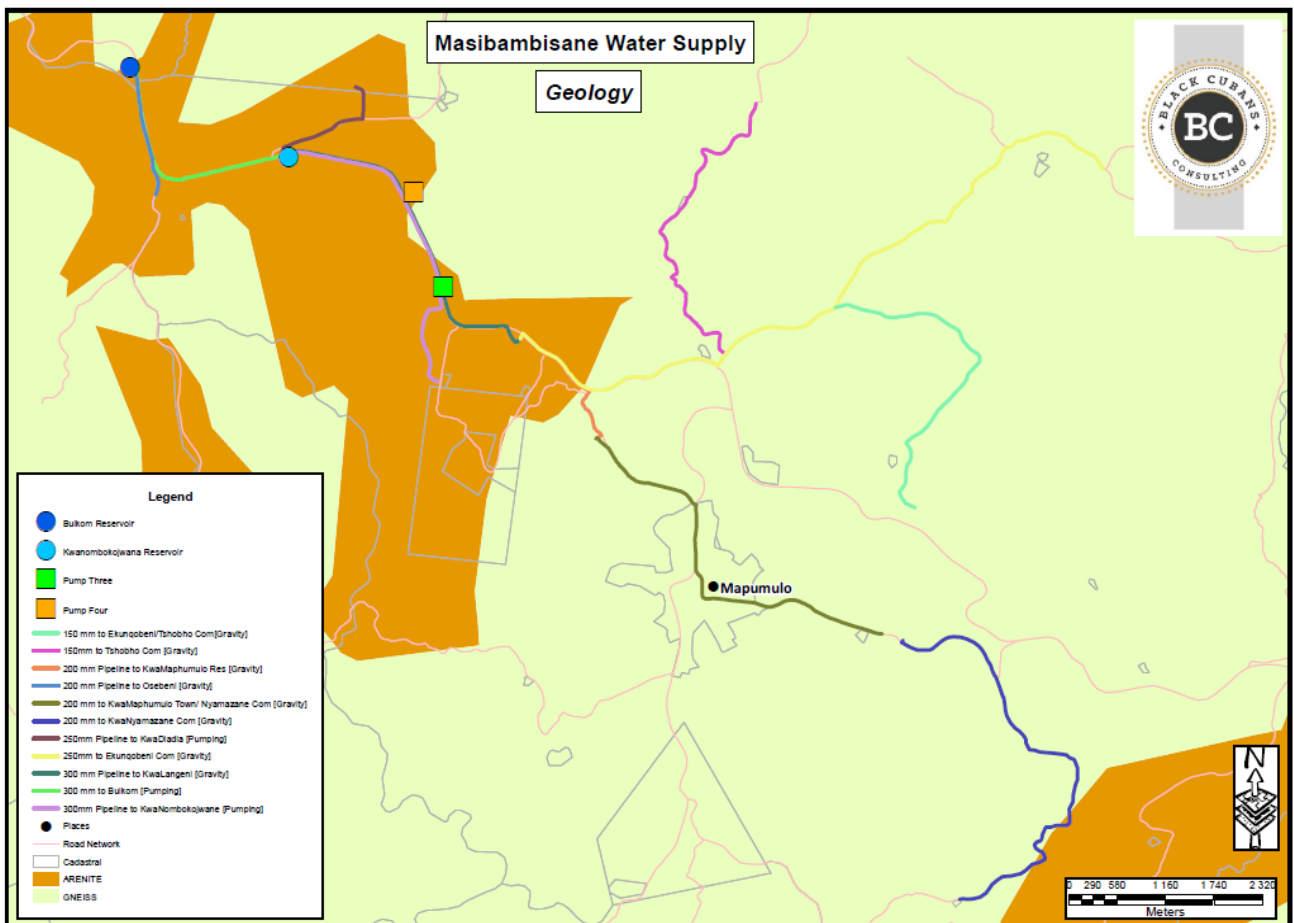 Masibambisane Water Supply
Geology
BLACK CUBANS
BC
CONSULTING
Mapumulo
Legend
Bulkom Reservoir
Kwanombokojwana Reservoir
Pump Three
Pump Four
150 mm to Ekunqobeni/Tshobho Com[Gravity]
150mm to Tshobho Com [Gravity]
200 mm Pipeline to KwaMaphumulo Res [Gravity]
200 mm Pipeline to Osebeni [Gravity]
200 mm to KwaMaphumulo Town/ Nyamazane Com [Gravity]
200 mm to KwaNyamazane Com [Gravity]
250mm Pipeline to KwaDladla [Pumping]
250mm to Ekunqobeni Com [Gravity]
300 mm Pipeline to KwaLangeni [Gravity]
300 mm to Bulkom [Pumping]
300mm Pipeline to KwaNombokojwane [Pumping]
Places
Road Network
Cadastral
ARENITE
GNEISS
N
0 290 580 1 160 1 740 2 320
Meters